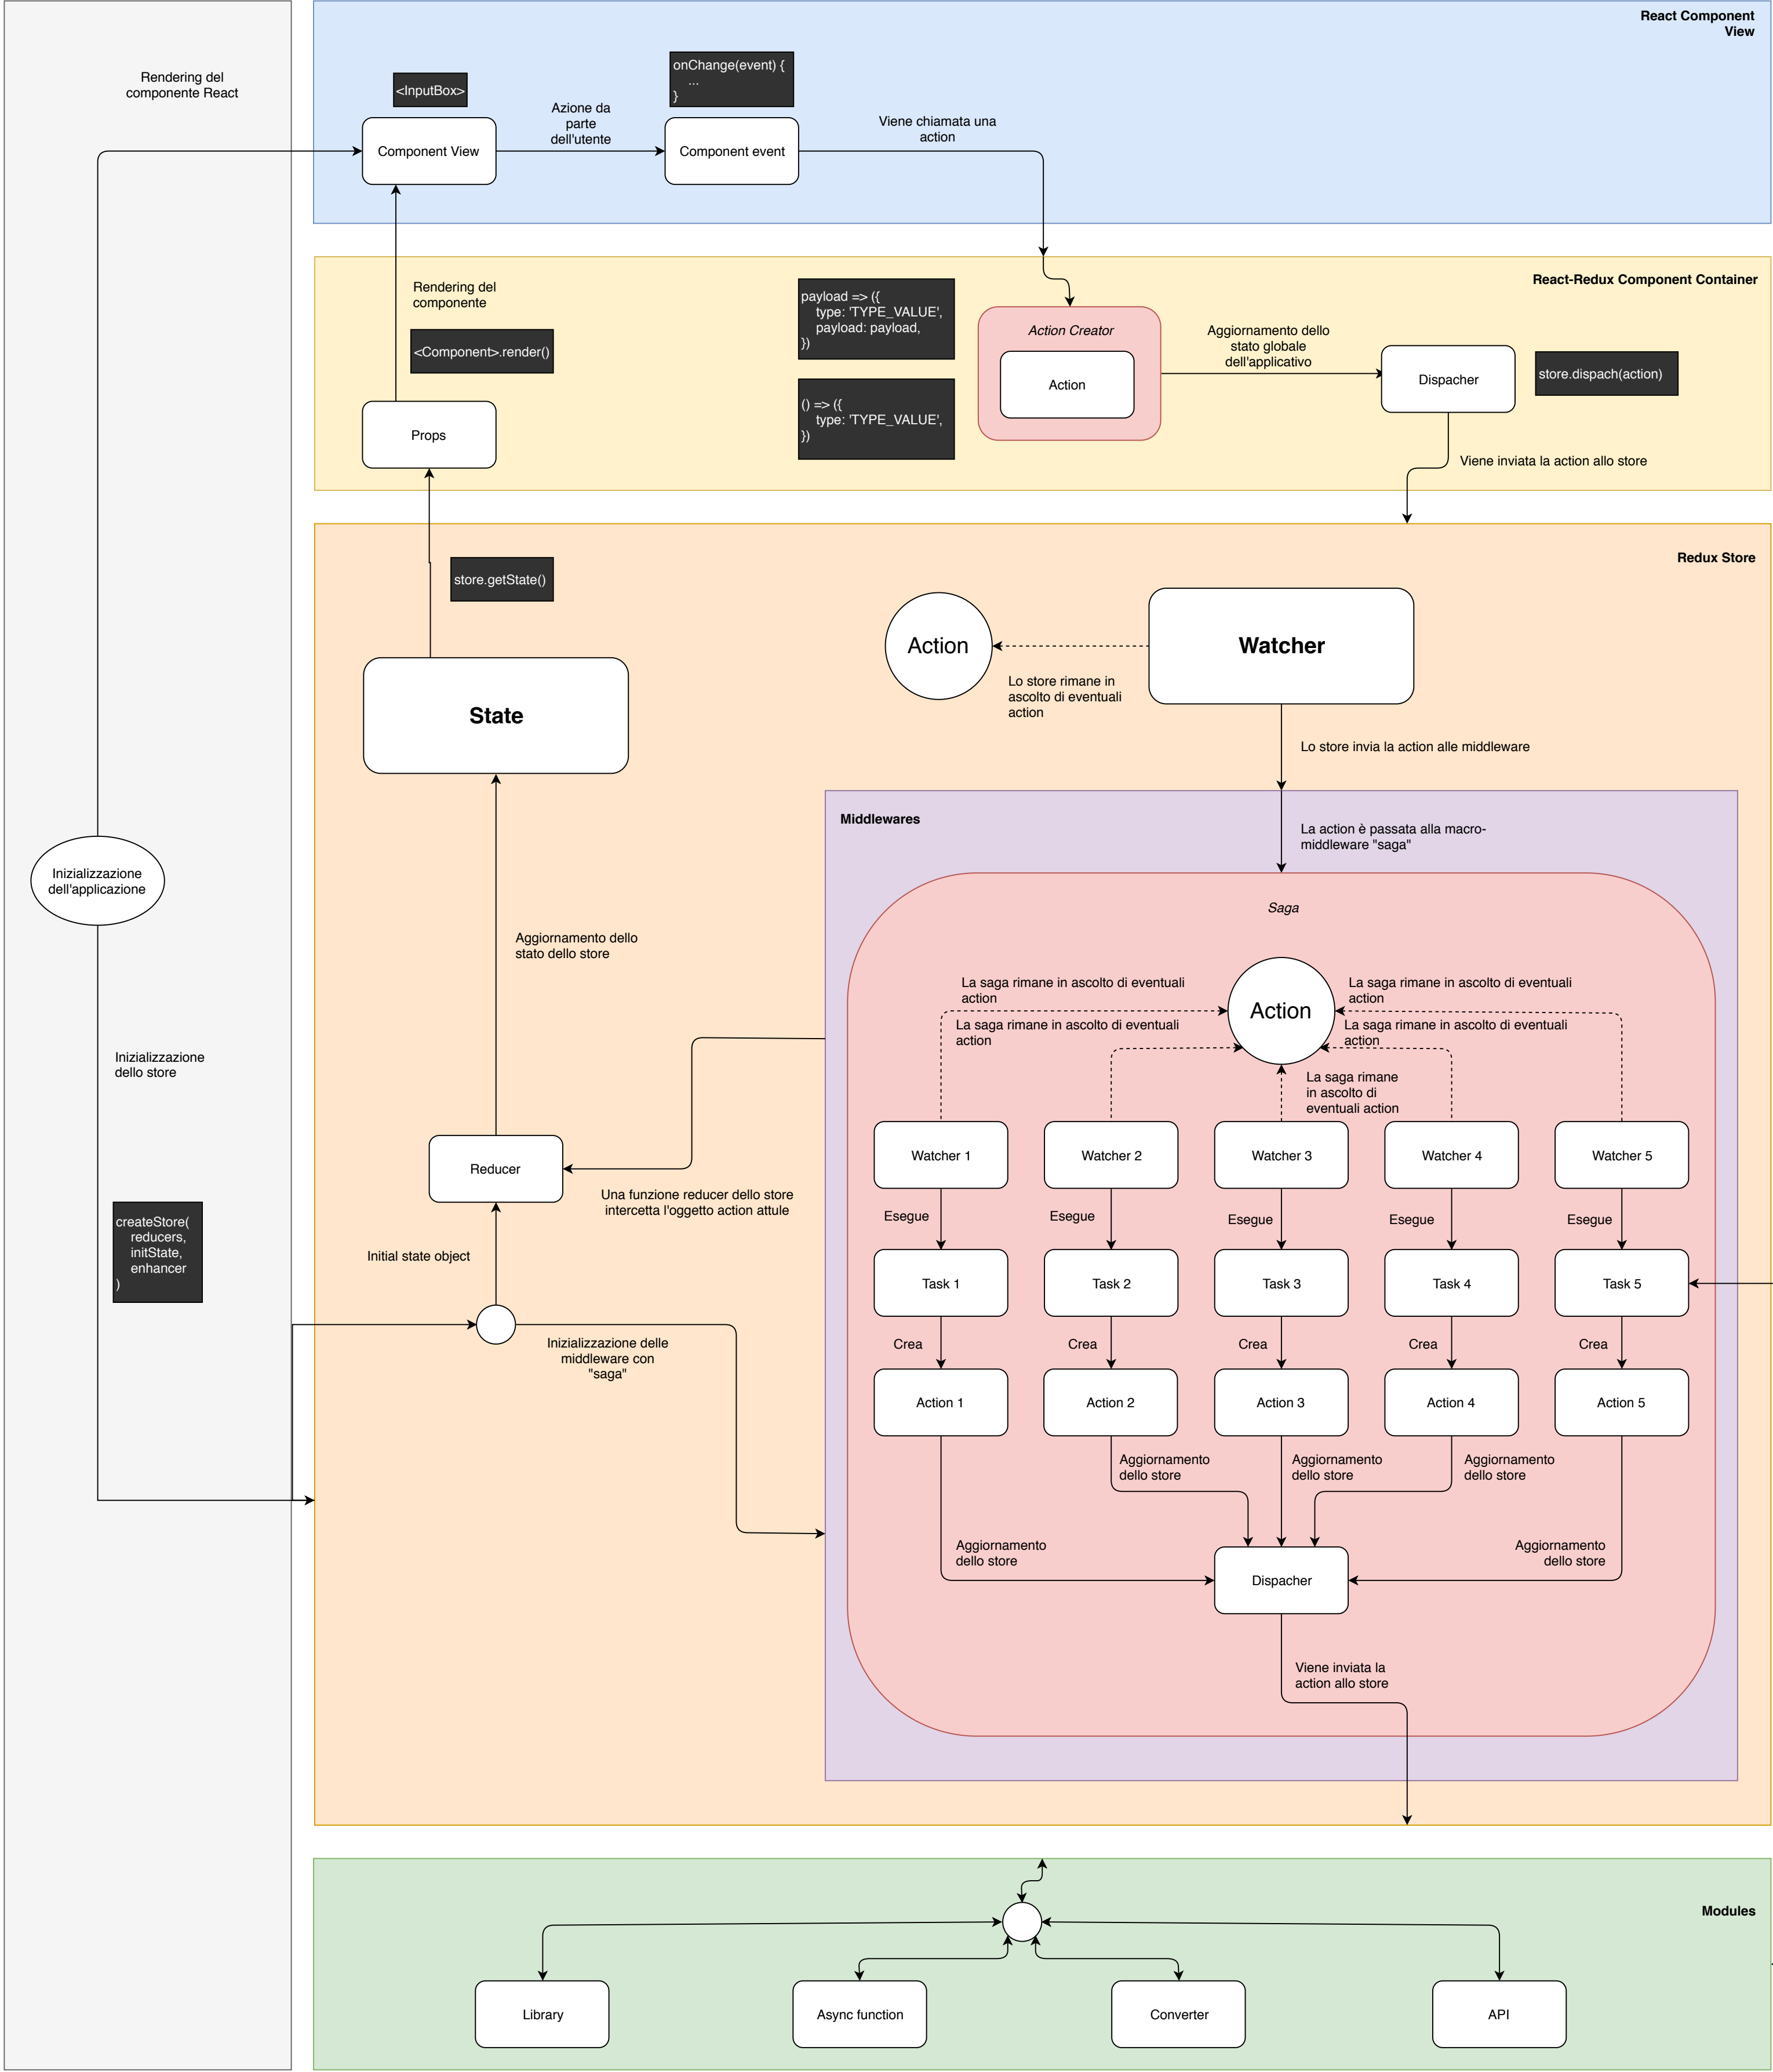 React Component
View
Rendering del
componente React
<InputBox>
onChange(event) {
...
}
Azione da
parte
dell'utente
Viene chiamata una
action
Component View
Component event
React-Redux Component Container
Rendering del
componente
<Component>.render()
payload => ({
type: 'TYPE_VALUE',
payload: payload,
})
Action Creator
Action
Aggiornamento dello
stato globale
dell'applicativo
Dispacher
store.dispach(action)
() => ({
type: 'TYPE_VALUE',
})
Props
Viene inviata la action allo store
Redux Store
store.getState()
Action
Watcher
Lo store rimane in
ascolto di eventuali
action
State
Lo store invia la action alle middleware
Middlewares
La action è passata alla macro-
middleware "saga"
Inizializzazione
dell'applicazione
Saga
Aggiornamento dello
stato dello store
La saga rimane in ascolto di eventuali
action
La saga rimane in ascolto di eventuali
action
Action
La saga rimane in ascolto di eventuali
action
La saga rimane in ascolto di eventuali
action
La saga rimane
in ascolto di
eventuali action
Inizializzazione
dello store
Reducer
Watcher 1
Watcher 2
Watcher 3
Watcher 4
Watcher 5
Una funzione reducer dello store
intercetta l'oggetto action attule
Esegue
Esegue
Esegue
Esegue
Esegue
createStore(
reducers,
initState,
enhancer
)
Initial state object
Task 1
Task 2
Task 3
Task 4
Task 5
Inizializzazione delle
middleware con
"saga"
Crea
Crea
Crea
Crea
Crea
Action 1
Action 2
Action 3
Action 4
Action 5
Aggiornamento
dello store
Aggiornamento
dello store
Aggiornamento
dello store
Aggiornamento
dello store
Aggiornamento
dello store
Dispacher
Viene inviata la
action allo store
Modules
Library
Async function
Converter
API